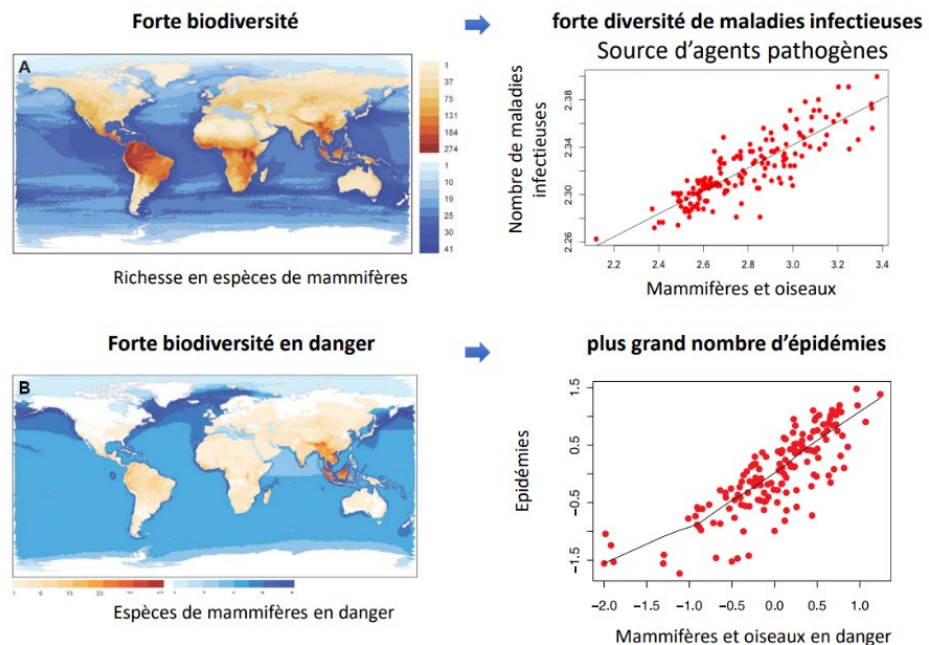 Forte biodiversité
forte diversité de maladies infectieuses
Source d'agents pathogènes
A
1
37
75
131
184
274
1
10
19
25
30
41
Richesse en espèces de mammifères
Nombre de maladies
infectieuses
2.38
2.34
2.30
2.26
2.2
2.4
2.6
2.8
3.0
3.2
3.4
Mammifères et oiseaux
Forte biodiversité en danger
plus grand nombre d'épidémies
B
Espèces de mammifères en danger
Epidémies
1.5
0.5
-0.5
-1.5
-2.0
-1.5
-1.0
-0.5
0.0
0.5
1.0
Mammifères et oiseaux en danger